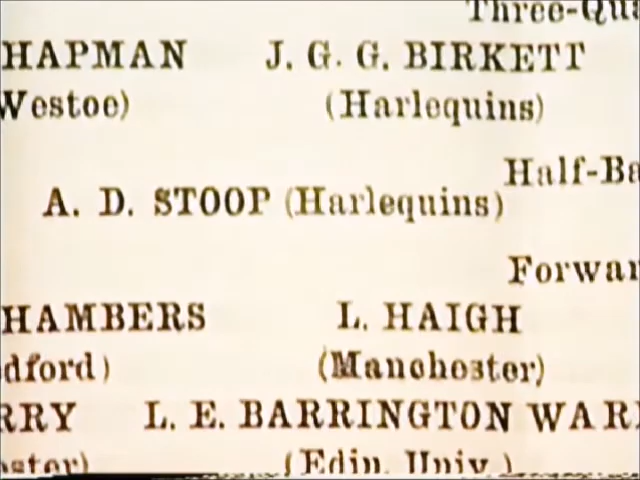 Three-Qua
HAPMAN J. G. G. BIRKETT
Westoe) (Harlequins)
Half-Ba
A. D. STOOP (Harlequins)
Forwar
HAMBERS L. HAIGH
dford) (Manchester)
RRY L. E. BARRINGTON WAR
ester) (Edin. Univ.)